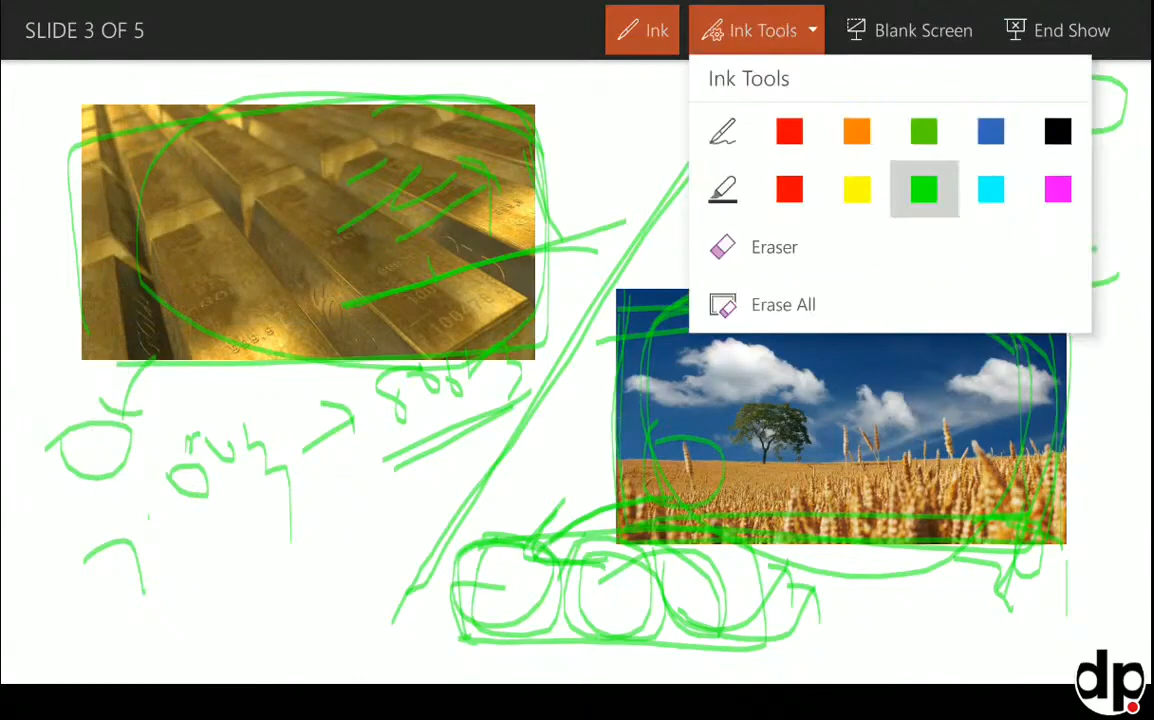 SLIDE 3 OF 5
Ink
Ink Tools
Blank Screen
End Show
Ink Tools
Eraser
Erase All
dp